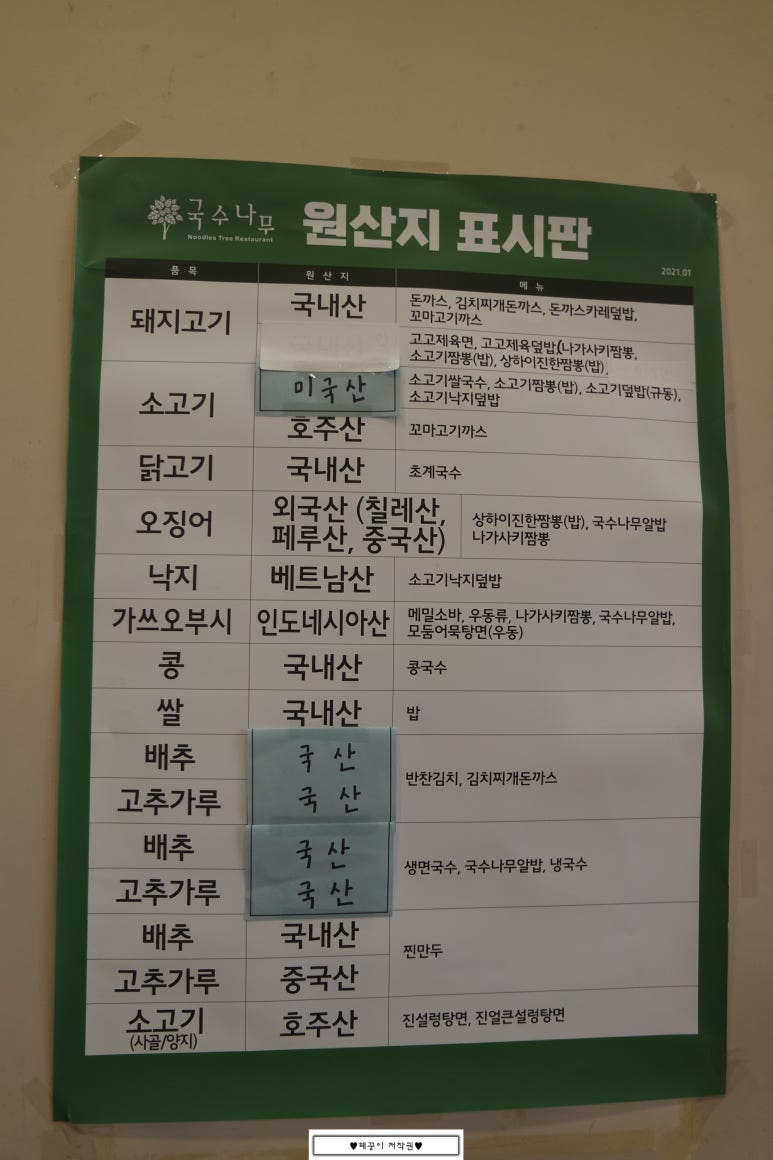 국수나무
Noodles Tree Restaurant
원산지 표시판
2021.01
품목 원산지 메뉴
돼지고기 국내산 돈까스, 김치찌개돈까스, 돈까스카레덮밥,
꼬마고기까스
고고제육면, 고고제육덮밥(나가사키짬뽕,
소고기짬뽕(밥), 상하이진한짬뽕(밥)
소고기 미국산 소고기쌀국수, 소고기짬뽕(밥), 소고기덮밥(규동),
소고기낙지덮밥
호주산 꼬마고기까스
닭고기 국내산 초계국수
오징어 외국산 (칠레산,
페루산, 중국산) 상하이진한짬뽕(밥), 국수나무알밥
나가사키짬뽕
낙지 베트남산 소고기낙지덮밥
가쓰오부시 인도네시아산 메밀소바, 우동류, 나가사키짬뽕, 국수나무알밥,
모둠어묵탕면(우동)
콩 국내산 콩국수
쌀 국내산 밥
배추 국산 반찬김치, 김치찌개돈까스
고추가루 국산
배추 국산 생면국수, 국수나무알밥, 냉국수
고추가루 국산
배추 국내산 찐만두
고추가루 중국산
소고기
(사골/양지) 호주산 진설렁탕면, 진얼큰설렁탕면
♥헤꾸이 저작권♥